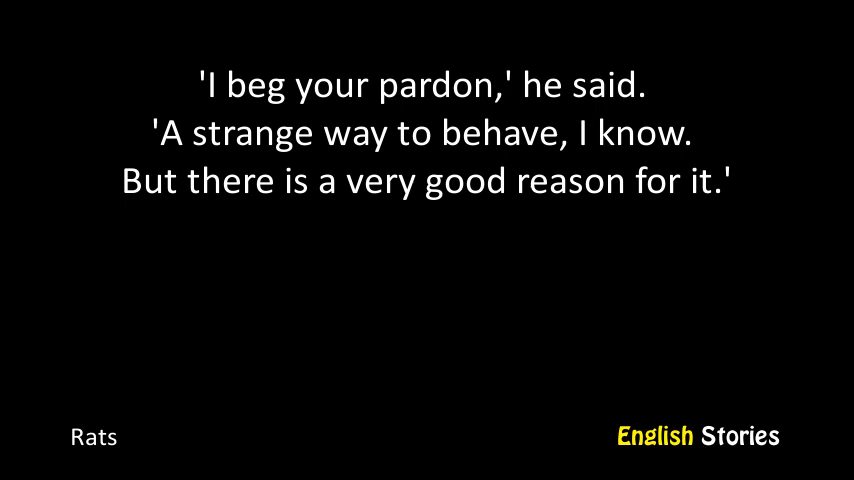 'I beg your pardon,' he said.
'A strange way to behave, I know.
But there is a very good reason for it.'
Rats
English Stories